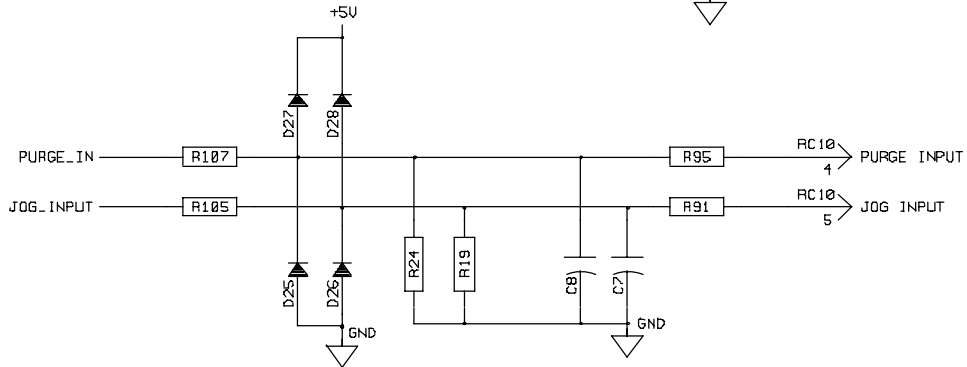 +5V
D27
D28
PURGE_IN
R107
R95
RC10
4
PURGE INPUT
JOG_INPUT
R105
R91
RC10
5
JOG INPUT
D25
D26
R24
R19
C8
C7
GND
GND